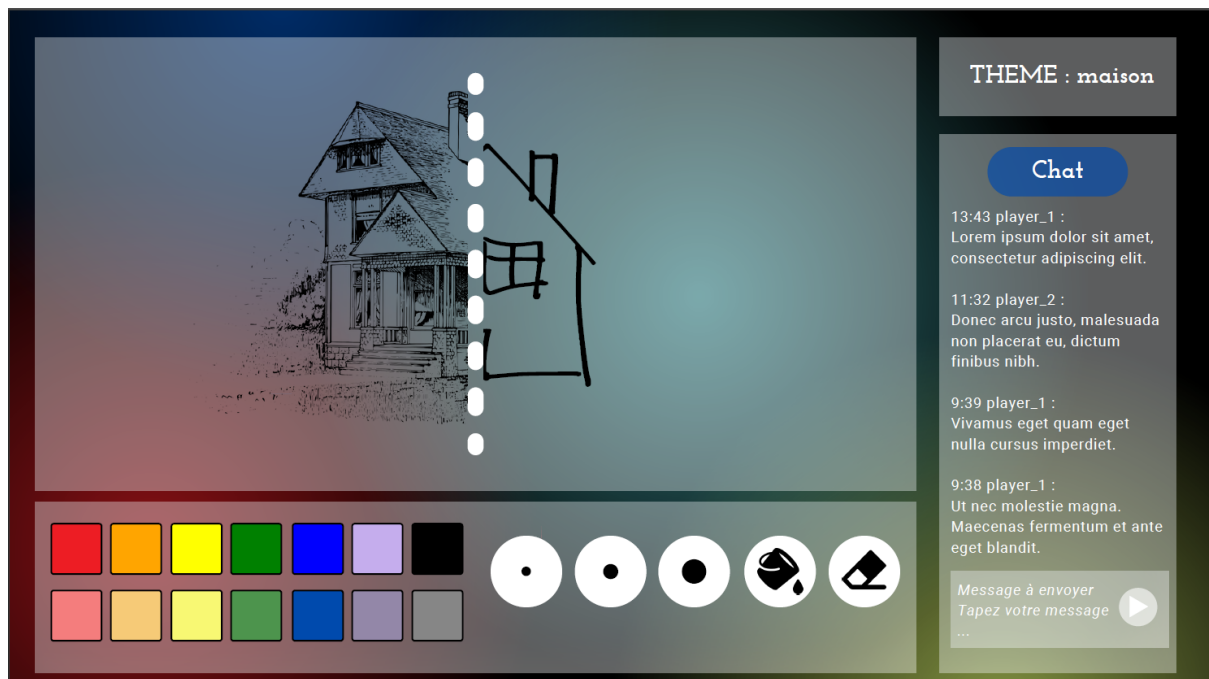 THEME : maison
Chat
13:43 player_1 :
Lorem ipsum dolor sit amet,
consectetur adipiscing elit.
11:32 player_2 :
Donec arcu justo, malesuada
non placerat eu, dictum
finibus nibh.
9:39 player_1 :
Vivamus eget quam eget
nulla cursus imperdiet.
9:38 player_1 :
Ut nec molestie magna.
Maecenas fermentum et ante
eget blandit.
Message à envoyer
Tapez votre message
...